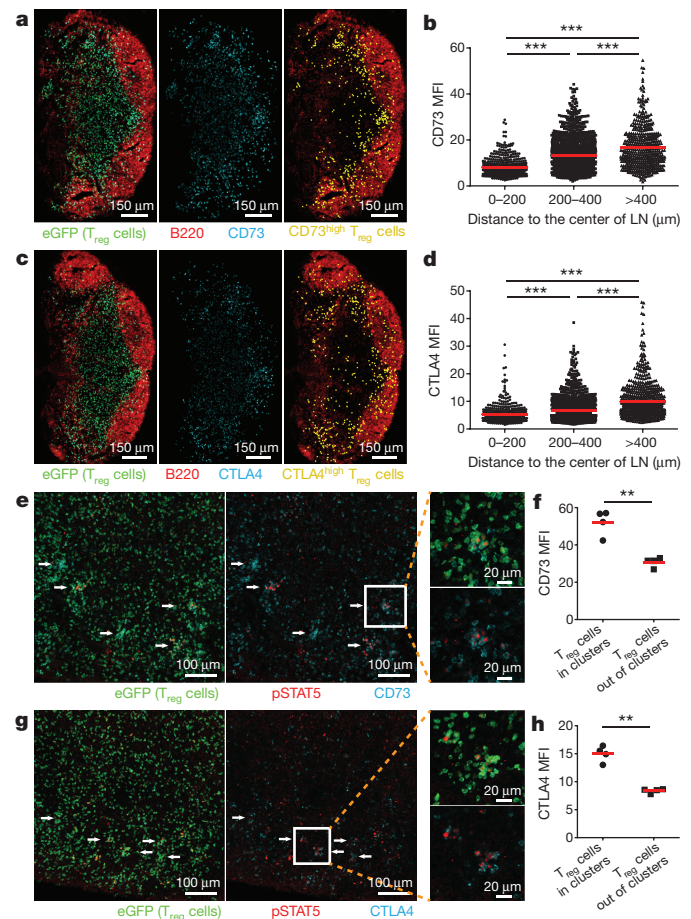 a
150 μm
150 μm
150 μm
eGFP (Treg cells)
B220
CD73
CD73high Treg cells
b
***
***
***
CD73 MFI
60
40
20
0
0–200
200–400
>400
Distance to the center of LN (μm)
c
150 μm
150 μm
150 μm
eGFP (Treg cells)
B220
CTLA4
CTLA4high Treg cells
d
***
***
***
CTLA4 MFI
50
40
30
20
10
0
0–200
200–400
>400
Distance to the center of LN (μm)
e
100 μm
100 μm
20 μm
20 μm
eGFP (Treg cells)
pSTAT5
CD73
f
**
CD73 MFI
60
40
20
0
Treg cells
in clusters
Treg cells
out of clusters
g
100 μm
100 μm
20 μm
20 μm
eGFP (Treg cells)
pSTAT5
CTLA4
h
**
CTLA4 MFI
20
15
10
5
0
Treg cells
in clusters
Treg cells
out of clusters